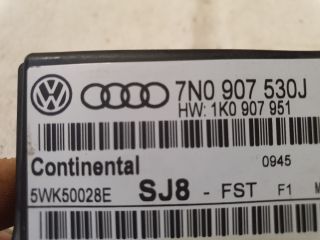 7N0 907 530J
HW: 1K0 907 951
Continental 0945
5WK50028E SJ8 - FST F1